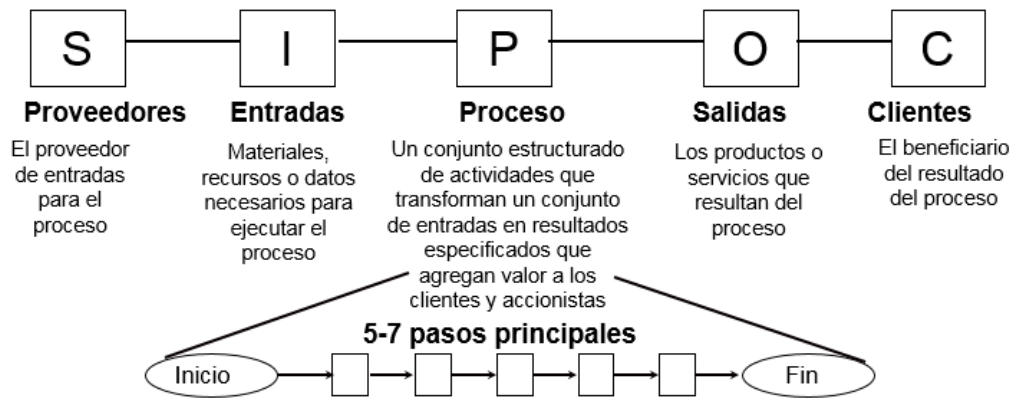 S I P O C
Proveedores Entradas Proceso Salidas Clientes
El proveedor
de entradas
para el
proceso
Materiales,
recursos o datos
necesarios para
ejecutar el
proceso
Un conjunto estructurado
de actividades que
transforman un conjunto
de entradas en resultados
especificados que
agregan valor a los
clientes y accionistas
Los productos o
servicios que
resultan del
proceso
El beneficiario
del resultado
del proceso
5-7 pasos principales
Inicio
Fin